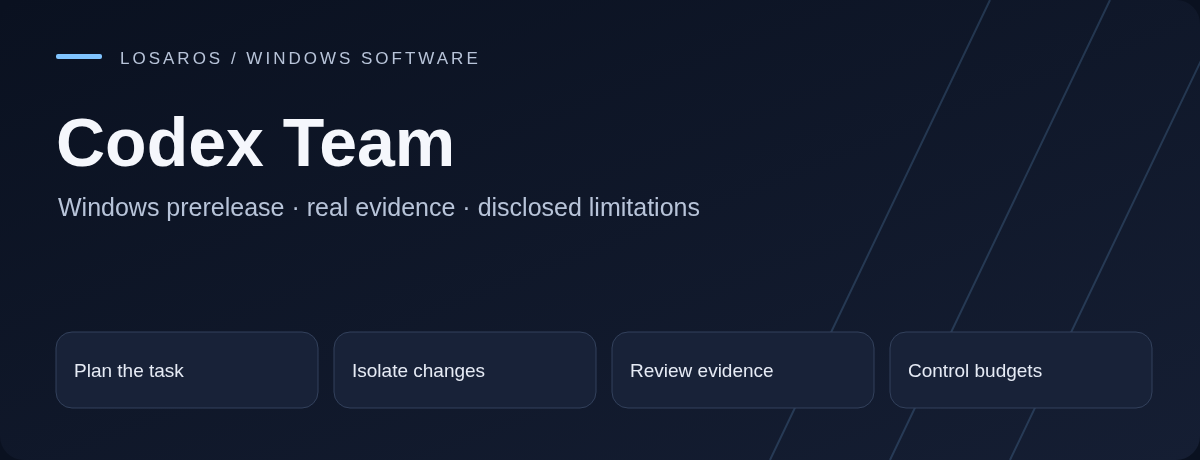 LOSAROS / WINDOWS SOFTWARE
Codex Team
Windows prerelease · real evidence · disclosed limitations
Plan the task
Isolate changes
Review evidence
Control budgets